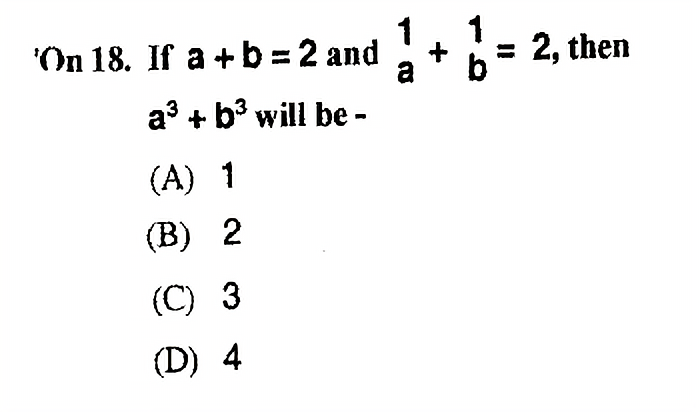 'On 18. If a + b = 2 and 1/a + 1/b = 2, then
a³ + b³ will be -
(A) 1
(B) 2
(C) 3
(D) 4